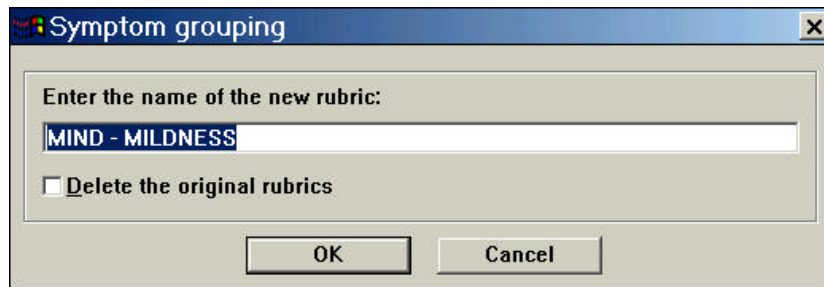 Symptom grouping
Enter the name of the new rubric:
MIND - MILDNESS
Delete the original rubrics
OK Cancel